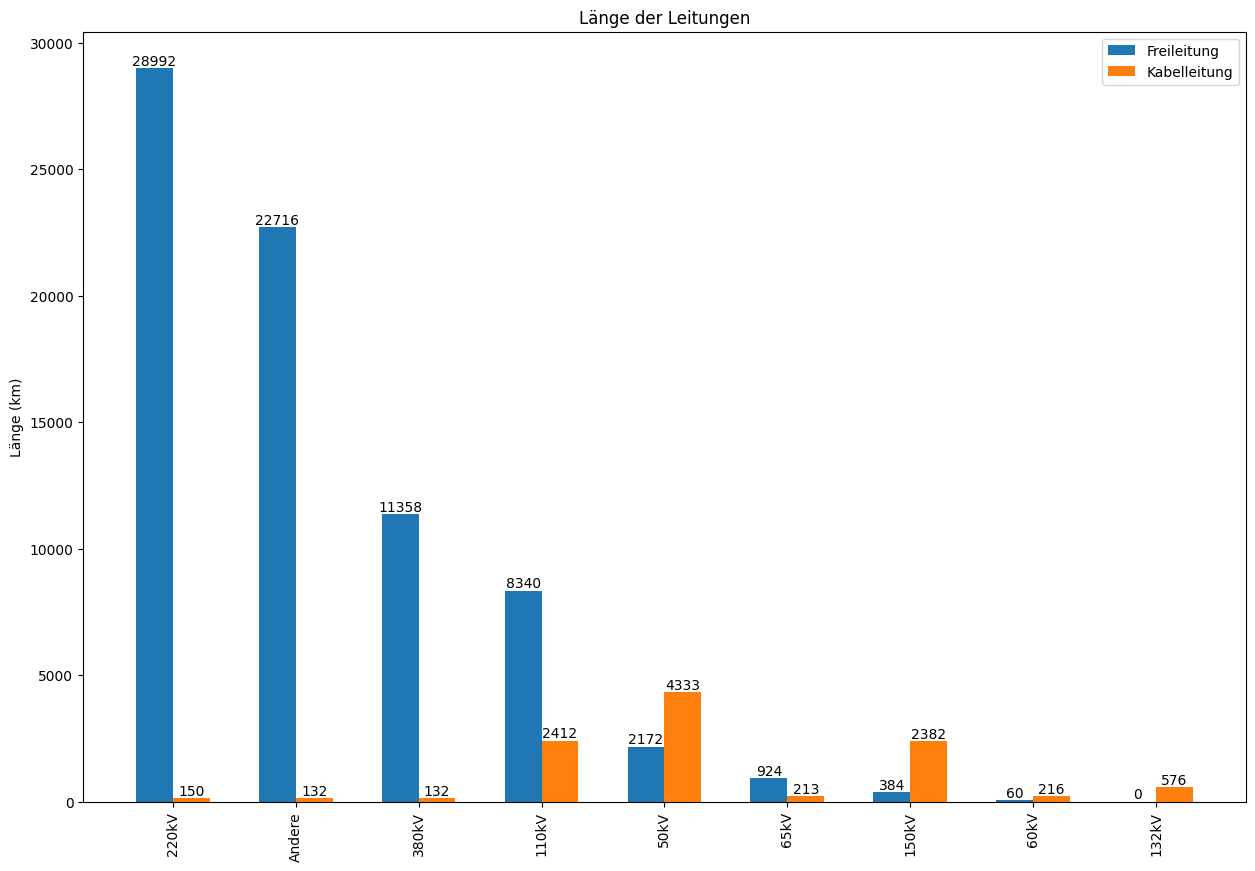 Länge der Leitungen
Freileitung
Kabelleitung
Länge (km)
30000
25000
20000
15000
10000
5000
0
28992
150
22716
132
11358
132
8340
2412
2172
4333
924
213
384
2382
60
216
0
576
220kV
Andere
380kV
110kV
50kV
65kV
150kV
60kV
132kV